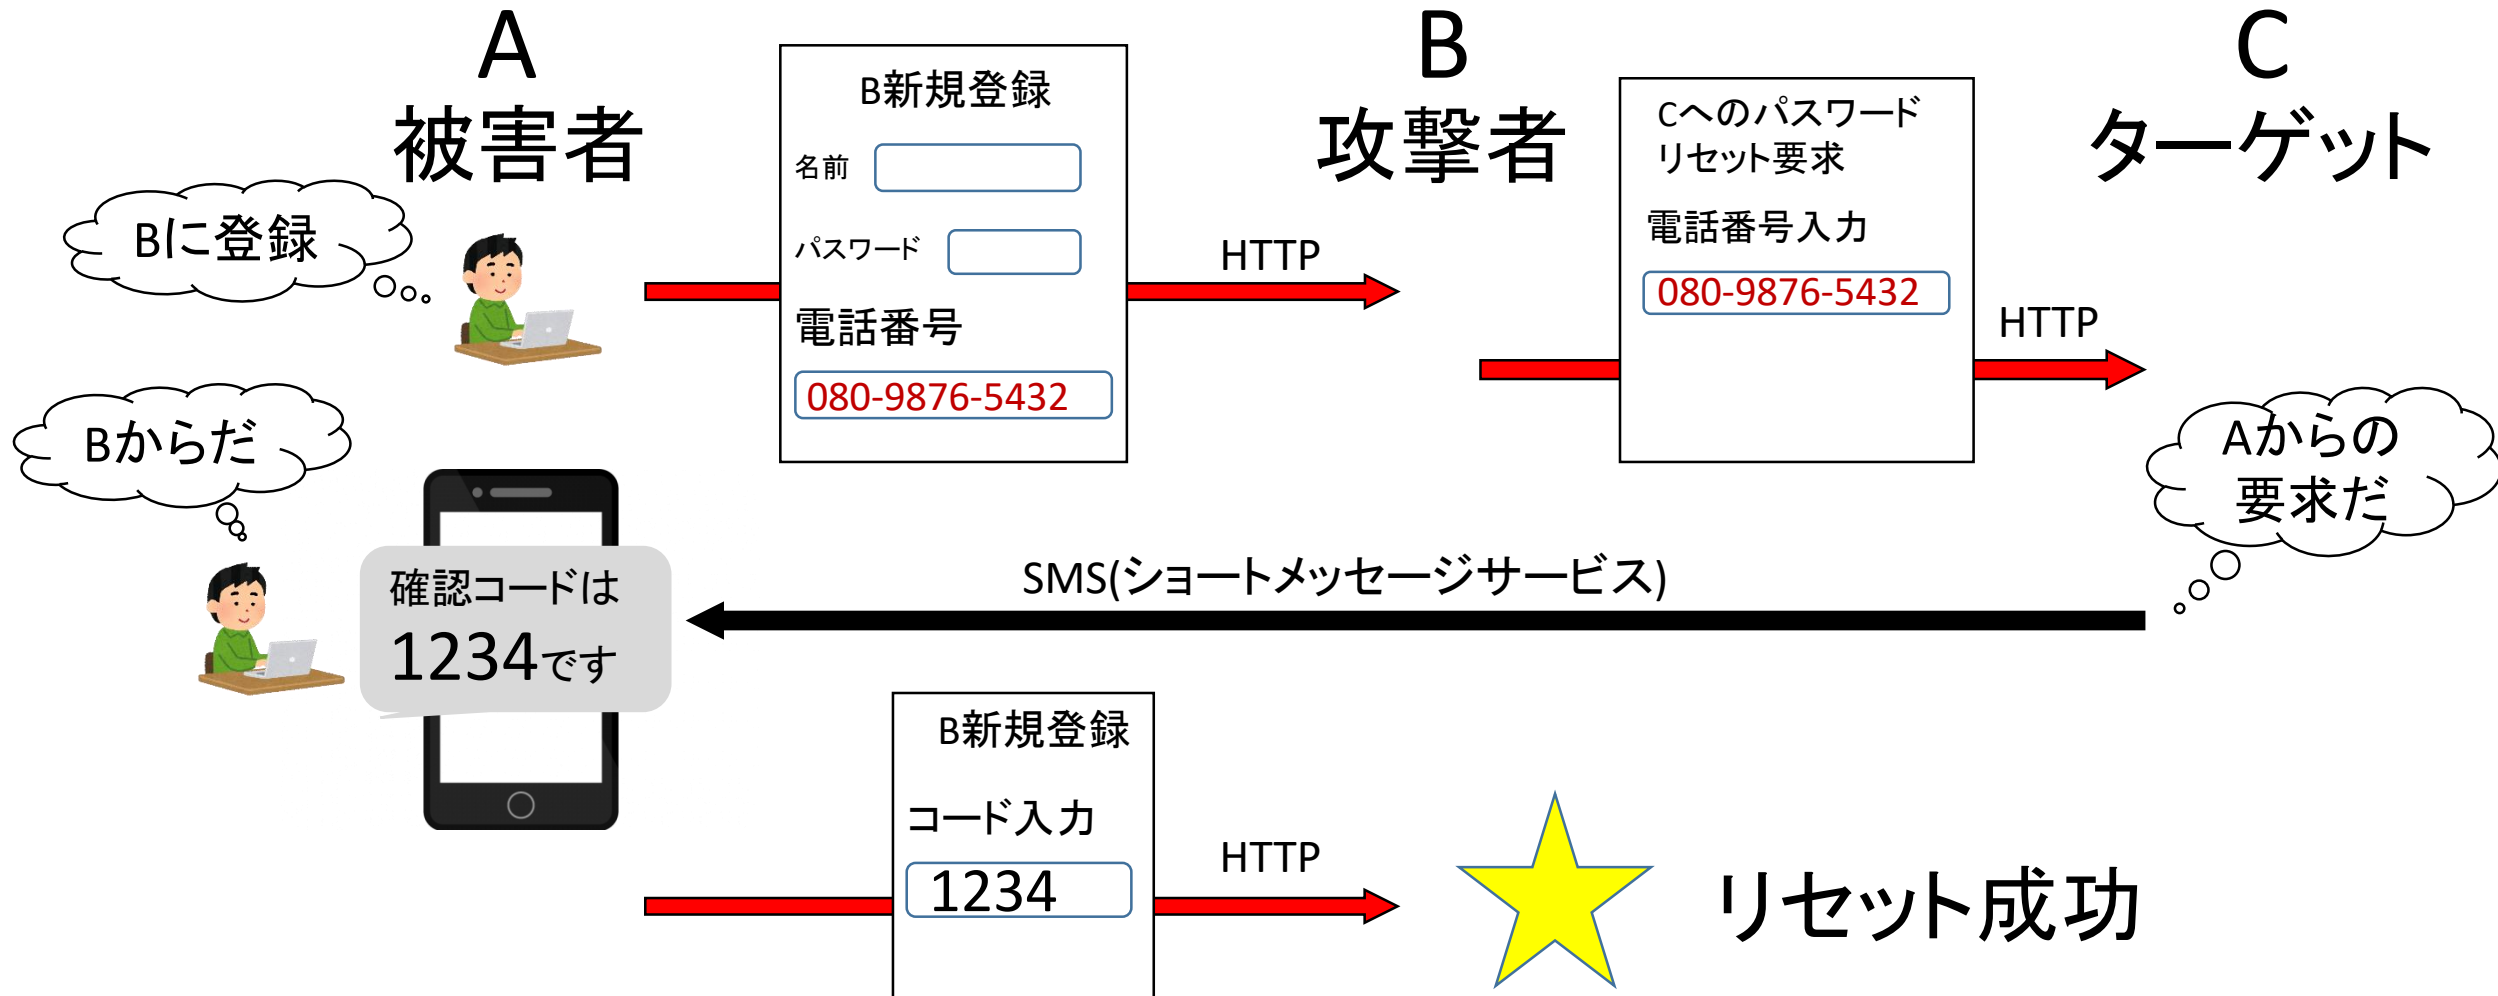 A
被害者
B
攻撃者
C
ターゲット
Bに登録
B新規登録
名前
パスワード
電話番号
080-9876-5432
HTTP
Cへのパスワード
リセット要求
電話番号入力
080-9876-5432
HTTP
Aからの
要求だ
Bからだ
SMS(ショートメッセージサービス)
確認コードは
1234です
B新規登録
コード入力
1234
HTTP
リセット成功